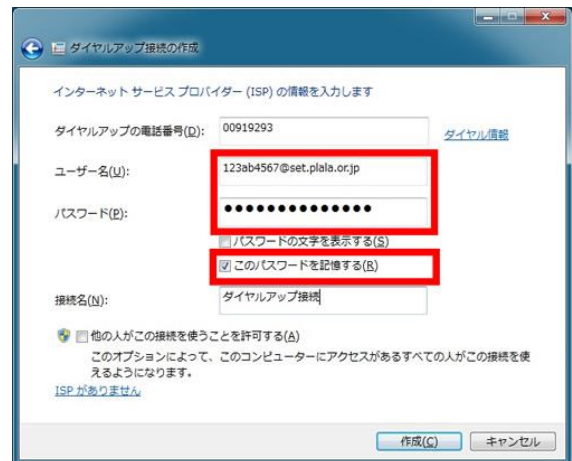 ダイヤルアップ接続の作成
インターネット サービス プロバイダー (ISP) の情報を入力します
ダイヤルアップの電話番号(D): 00919293 ダイヤル情報
ユーザー名(U): 123ab4567@set.plala.or.jp
パスワード(P): ●●●●●●●●●●●●●●
パスワードの文字を表示する(S)
このパスワードを記憶する(R)
接続名(N): ダイヤルアップ接続
他の人がこの接続を使うことを許可する(A)
このオプションによって、このコンピューターにアクセスがあるすべての人がこの接続を使
えるようになります。
ISP がありません
作成(C) キャンセル